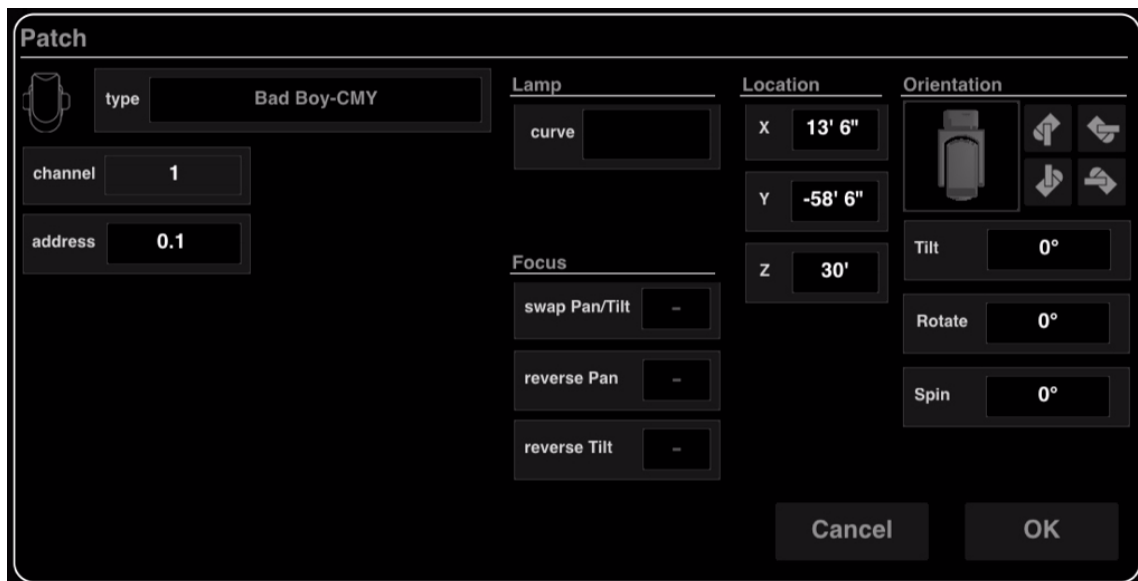 Patch
type Bad Boy-CMY
channel 1
address 0.1
Lamp
curve
Focus
swap Pan/Tilt -
reverse Pan -
reverse Tilt -
Location
X 13' 6"
Y -58' 6"
Z 30'
Orientation
Tilt 0°
Rotate 0°
Spin 0°
Cancel OK